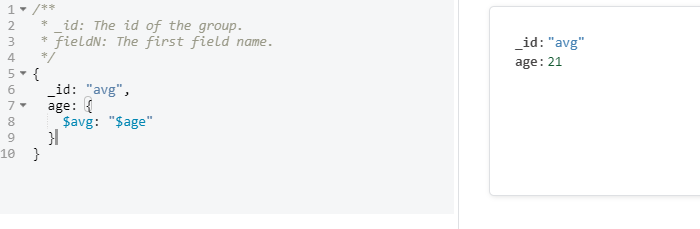 1 /**
2  * _id: The id of the group.
3  * fieldN: The first field name.
4  */
5 {
6   _id: "avg",
7   age: {
8     $avg: "$age"
9   }
10 }
_id: "avg"
age: 21